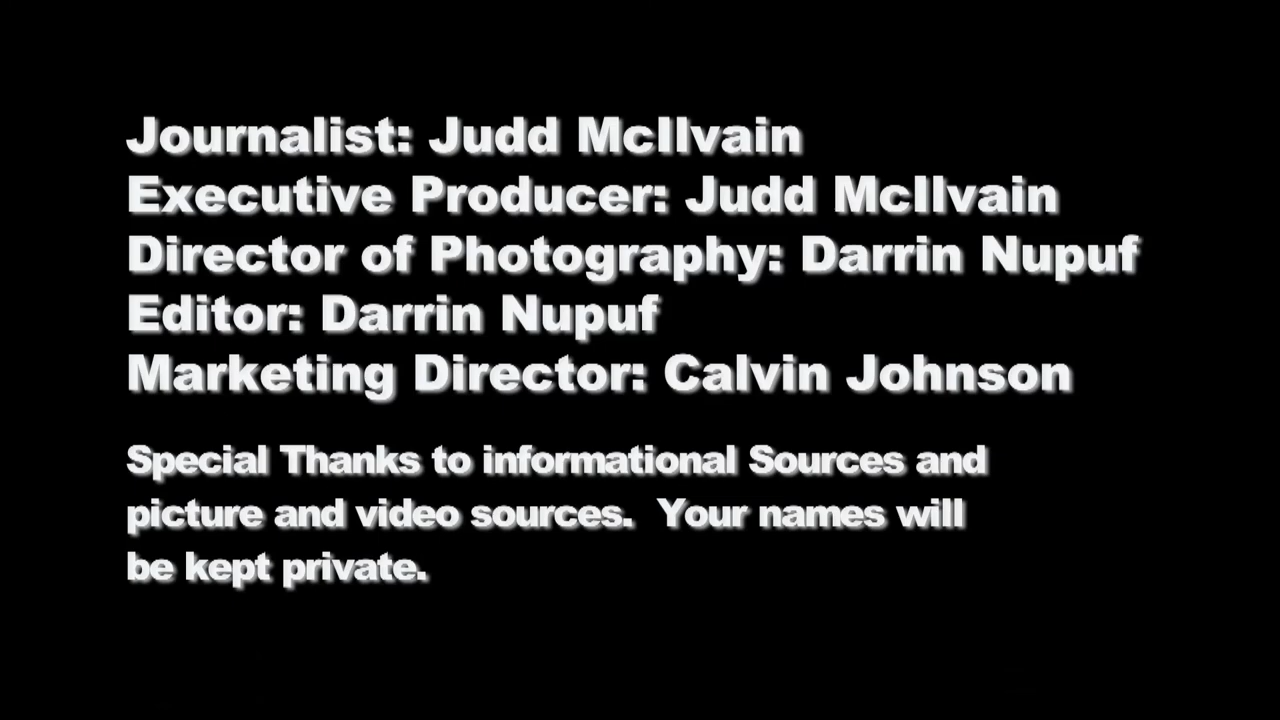 Journalist: Judd McIlvain
Executive Producer: Judd McIlvain
Director of Photography: Darrin Nupuf
Editor: Darrin Nupuf
Marketing Director: Calvin Johnson
Special Thanks to informational Sources and
picture and video sources.  Your names will
be kept private.